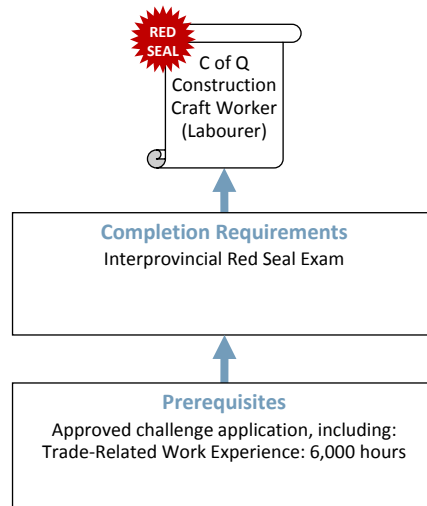 RED
SEAL
C of Q
Construction
Craft Worker
(Labourer)
Completion Requirements
Interprovincial Red Seal Exam
Prerequisites
Approved challenge application, including:
Trade-Related Work Experience: 6,000 hours